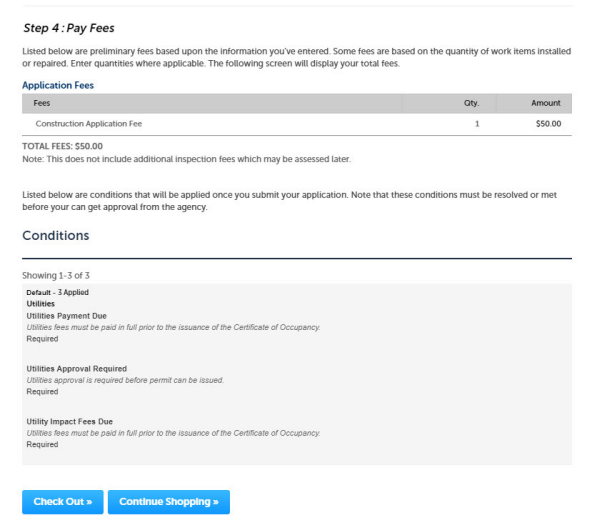 Step 4 : Pay Fees
Listed below are preliminary fees based upon the information you've entered. Some fees are based on the quantity of work items installed
or repaired. Enter quantities where applicable. The following screen will display your total fees.
Application Fees
Fees Qty. Amount
Construction Application Fee 1 $50.00
TOTAL FEES: $50.00
Note: This does not include additional inspection fees which may be assessed later.
Listed below are conditions that will be applied once you submit your application. Note that these conditions must be resolved or met
before your can get approval from the agency.
Conditions
Showing 1-3 of 3
Default - 3 Applied
Utilities
Utilities Payment Due
Utilities fees must be paid in full prior to the issuance of the Certificate of Occupancy.
Required
Utilities Approval Required
Utilities approval is required before permit can be issued.
Required
Utility Impact Fees Due
Utilities fees must be paid in full prior to the issuance of the Certificate of Occupancy.
Required
Check Out » Continue Shopping »